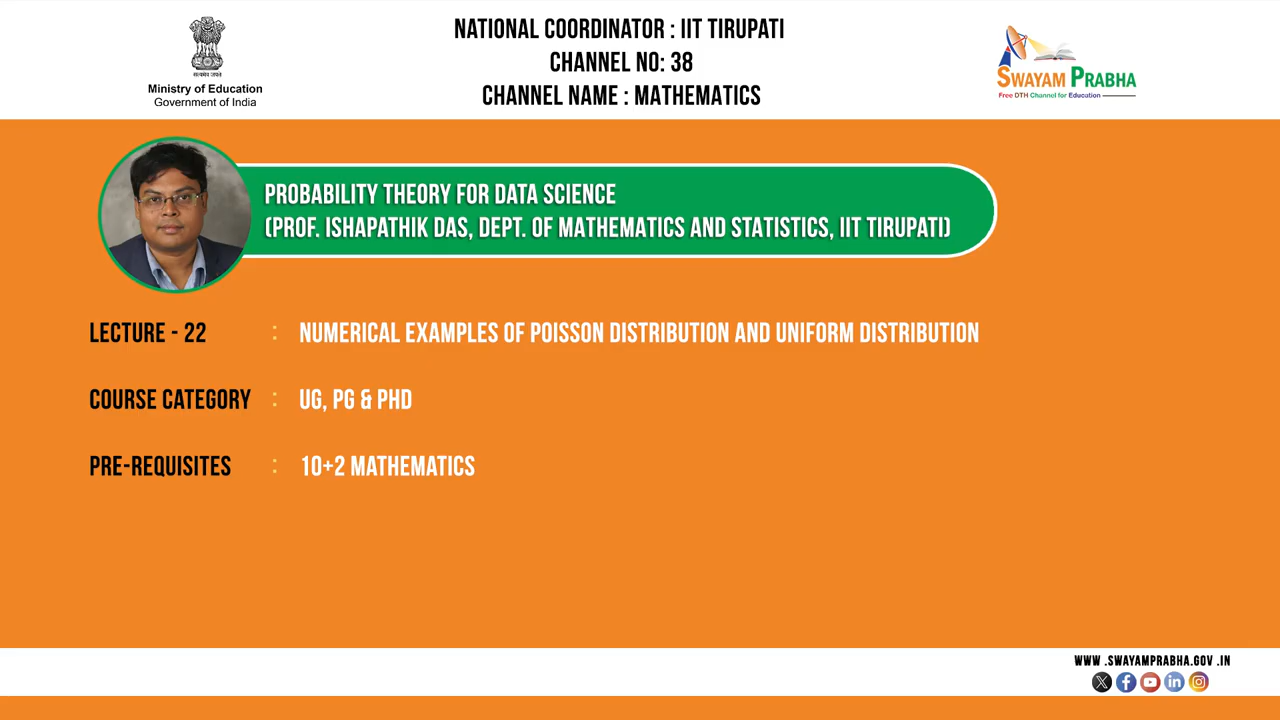 सत्यमेव जयते
Ministry of Education
Government of India
NATIONAL COORDINATOR : IIT TIRUPATI
CHANNEL NO: 38
CHANNEL NAME : MATHEMATICS
SWAYAM PRABHA
Free DTH Channel for Education
PROBABILITY THEORY FOR DATA SCIENCE
(PROF. ISHAPATHIK DAS, DEPT. OF MATHEMATICS AND STATISTICS, IIT TIRUPATI)
LECTURE - 22 : NUMERICAL EXAMPLES OF POISSON DISTRIBUTION AND UNIFORM DISTRIBUTION
COURSE CATEGORY : UG, PG & PHD
PRE-REQUISITES : 10+2 MATHEMATICS
WWW .SWAYAMPRABHA.GOV .IN